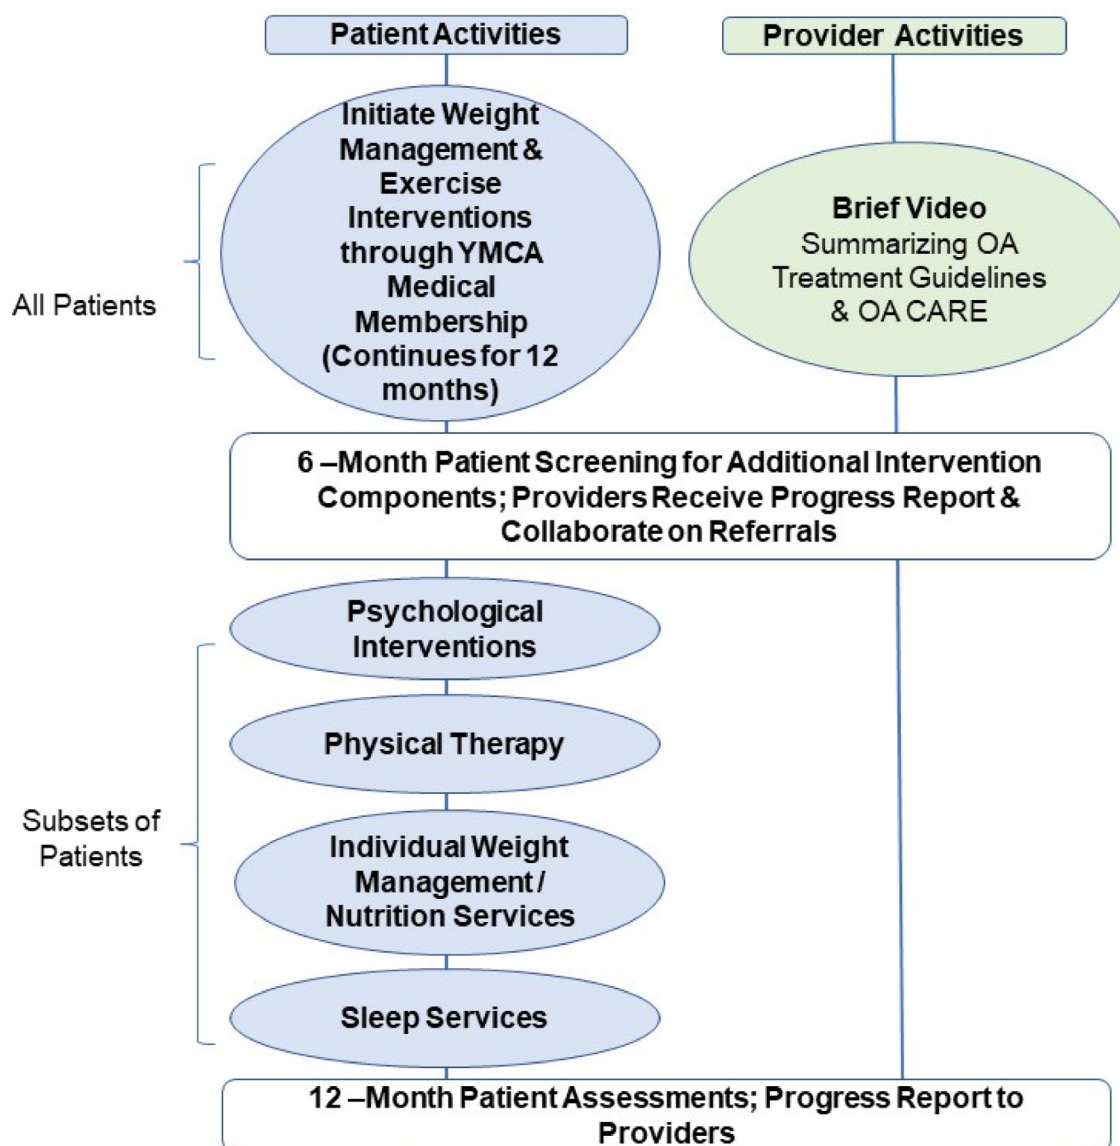 Patient Activities
Provider Activities
Initiate Weight
Management &
Exercise
Interventions
through YMCA
Medical
Membership
(Continues for 12
months)
Brief Video
Summarizing OA
Treatment Guidelines
& OA CARE
All Patients
6 –Month Patient Screening for Additional Intervention
Components; Providers Receive Progress Report &
Collaborate on Referrals
Psychological
Interventions
Physical Therapy
Individual Weight
Management /
Nutrition Services
Sleep Services
Subsets of
Patients
12 –Month Patient Assessments; Progress Report to
Providers